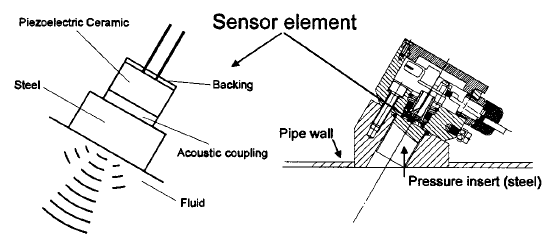 Sensor element
Piezoelectric Ceramic
Backing
Steel
Acoustic coupling
Fluid
Pipe wall
Pressure insert (steel)